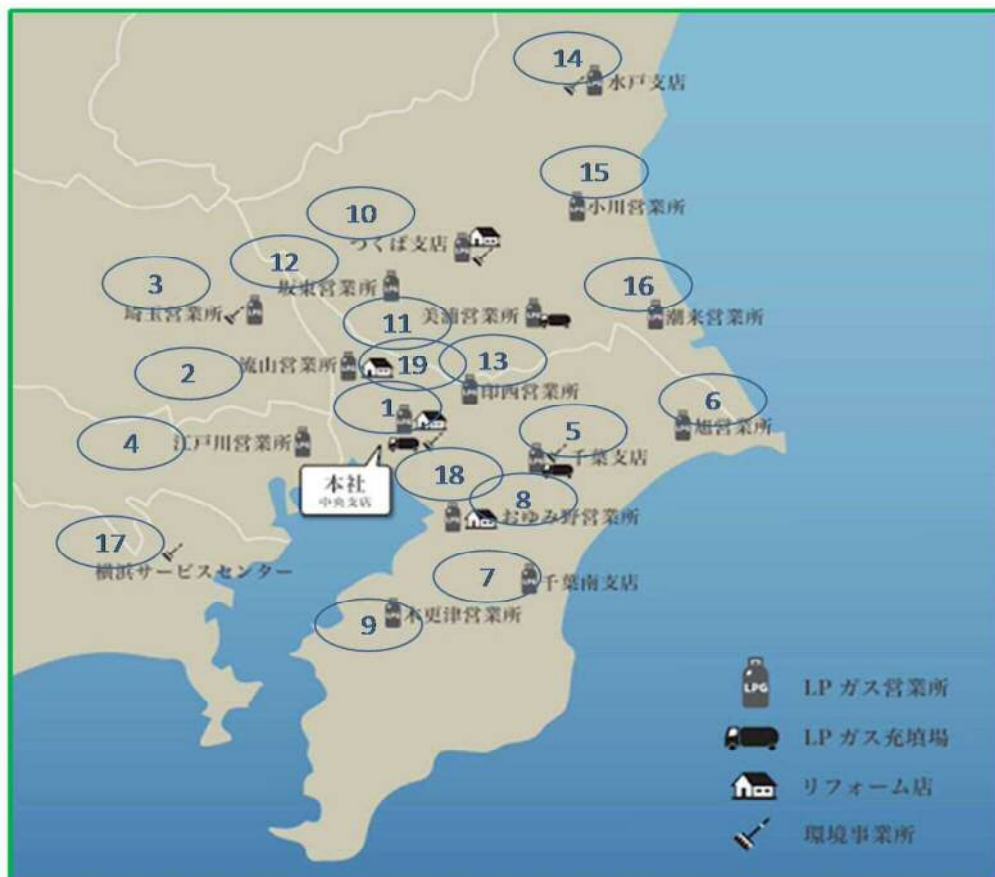 14
水戸支店
15
小川営業所
10
つくば支店
12
坂東営業所
3
埼玉営業所
16
潮来営業所
11
美浦営業所
2
流山営業所
19
13
印西営業所
1
6
旭営業所
4
江戸川営業所
5
千葉支店
本社
中央支店
18
8
おゆみ野営業所
17
横浜サービスセンター
7
千葉南支店
9
木更津営業所
LPG
LPガス営業所
LPガス充填場
リフォーム店
環境事業所